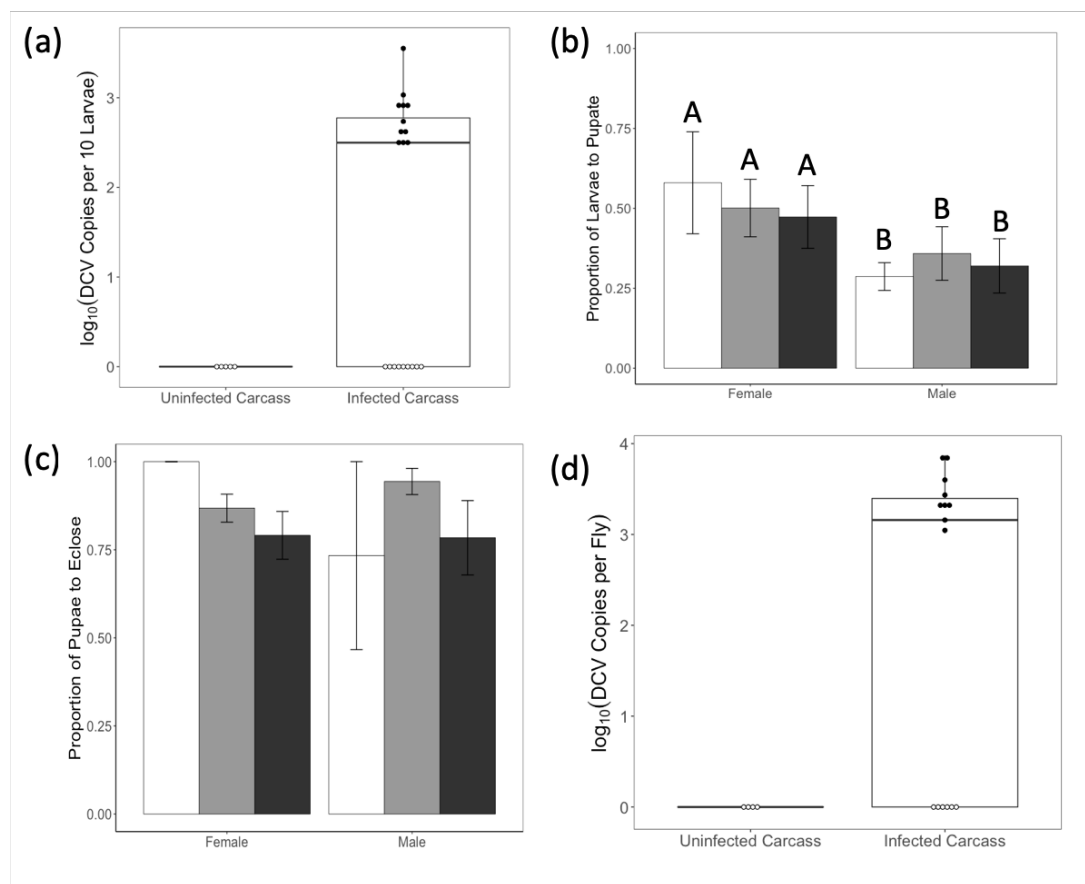 (a)
log10(DCV Copies per 10 Larvae)
3
2
1
0
Uninfected Carcass
Infected Carcass
(b)
Proportion of Larvae to Pupate
1.00
0.75
0.50
0.25
0.00
A
A
A
B
B
B
Female
Male
(c)
Proportion of Pupae to Eclose
1.00
0.75
0.50
0.25
0.00
Female
Male
(d)
log10(DCV Copies per Fly)
4
3
2
1
0
Uninfected Carcass
Infected Carcass